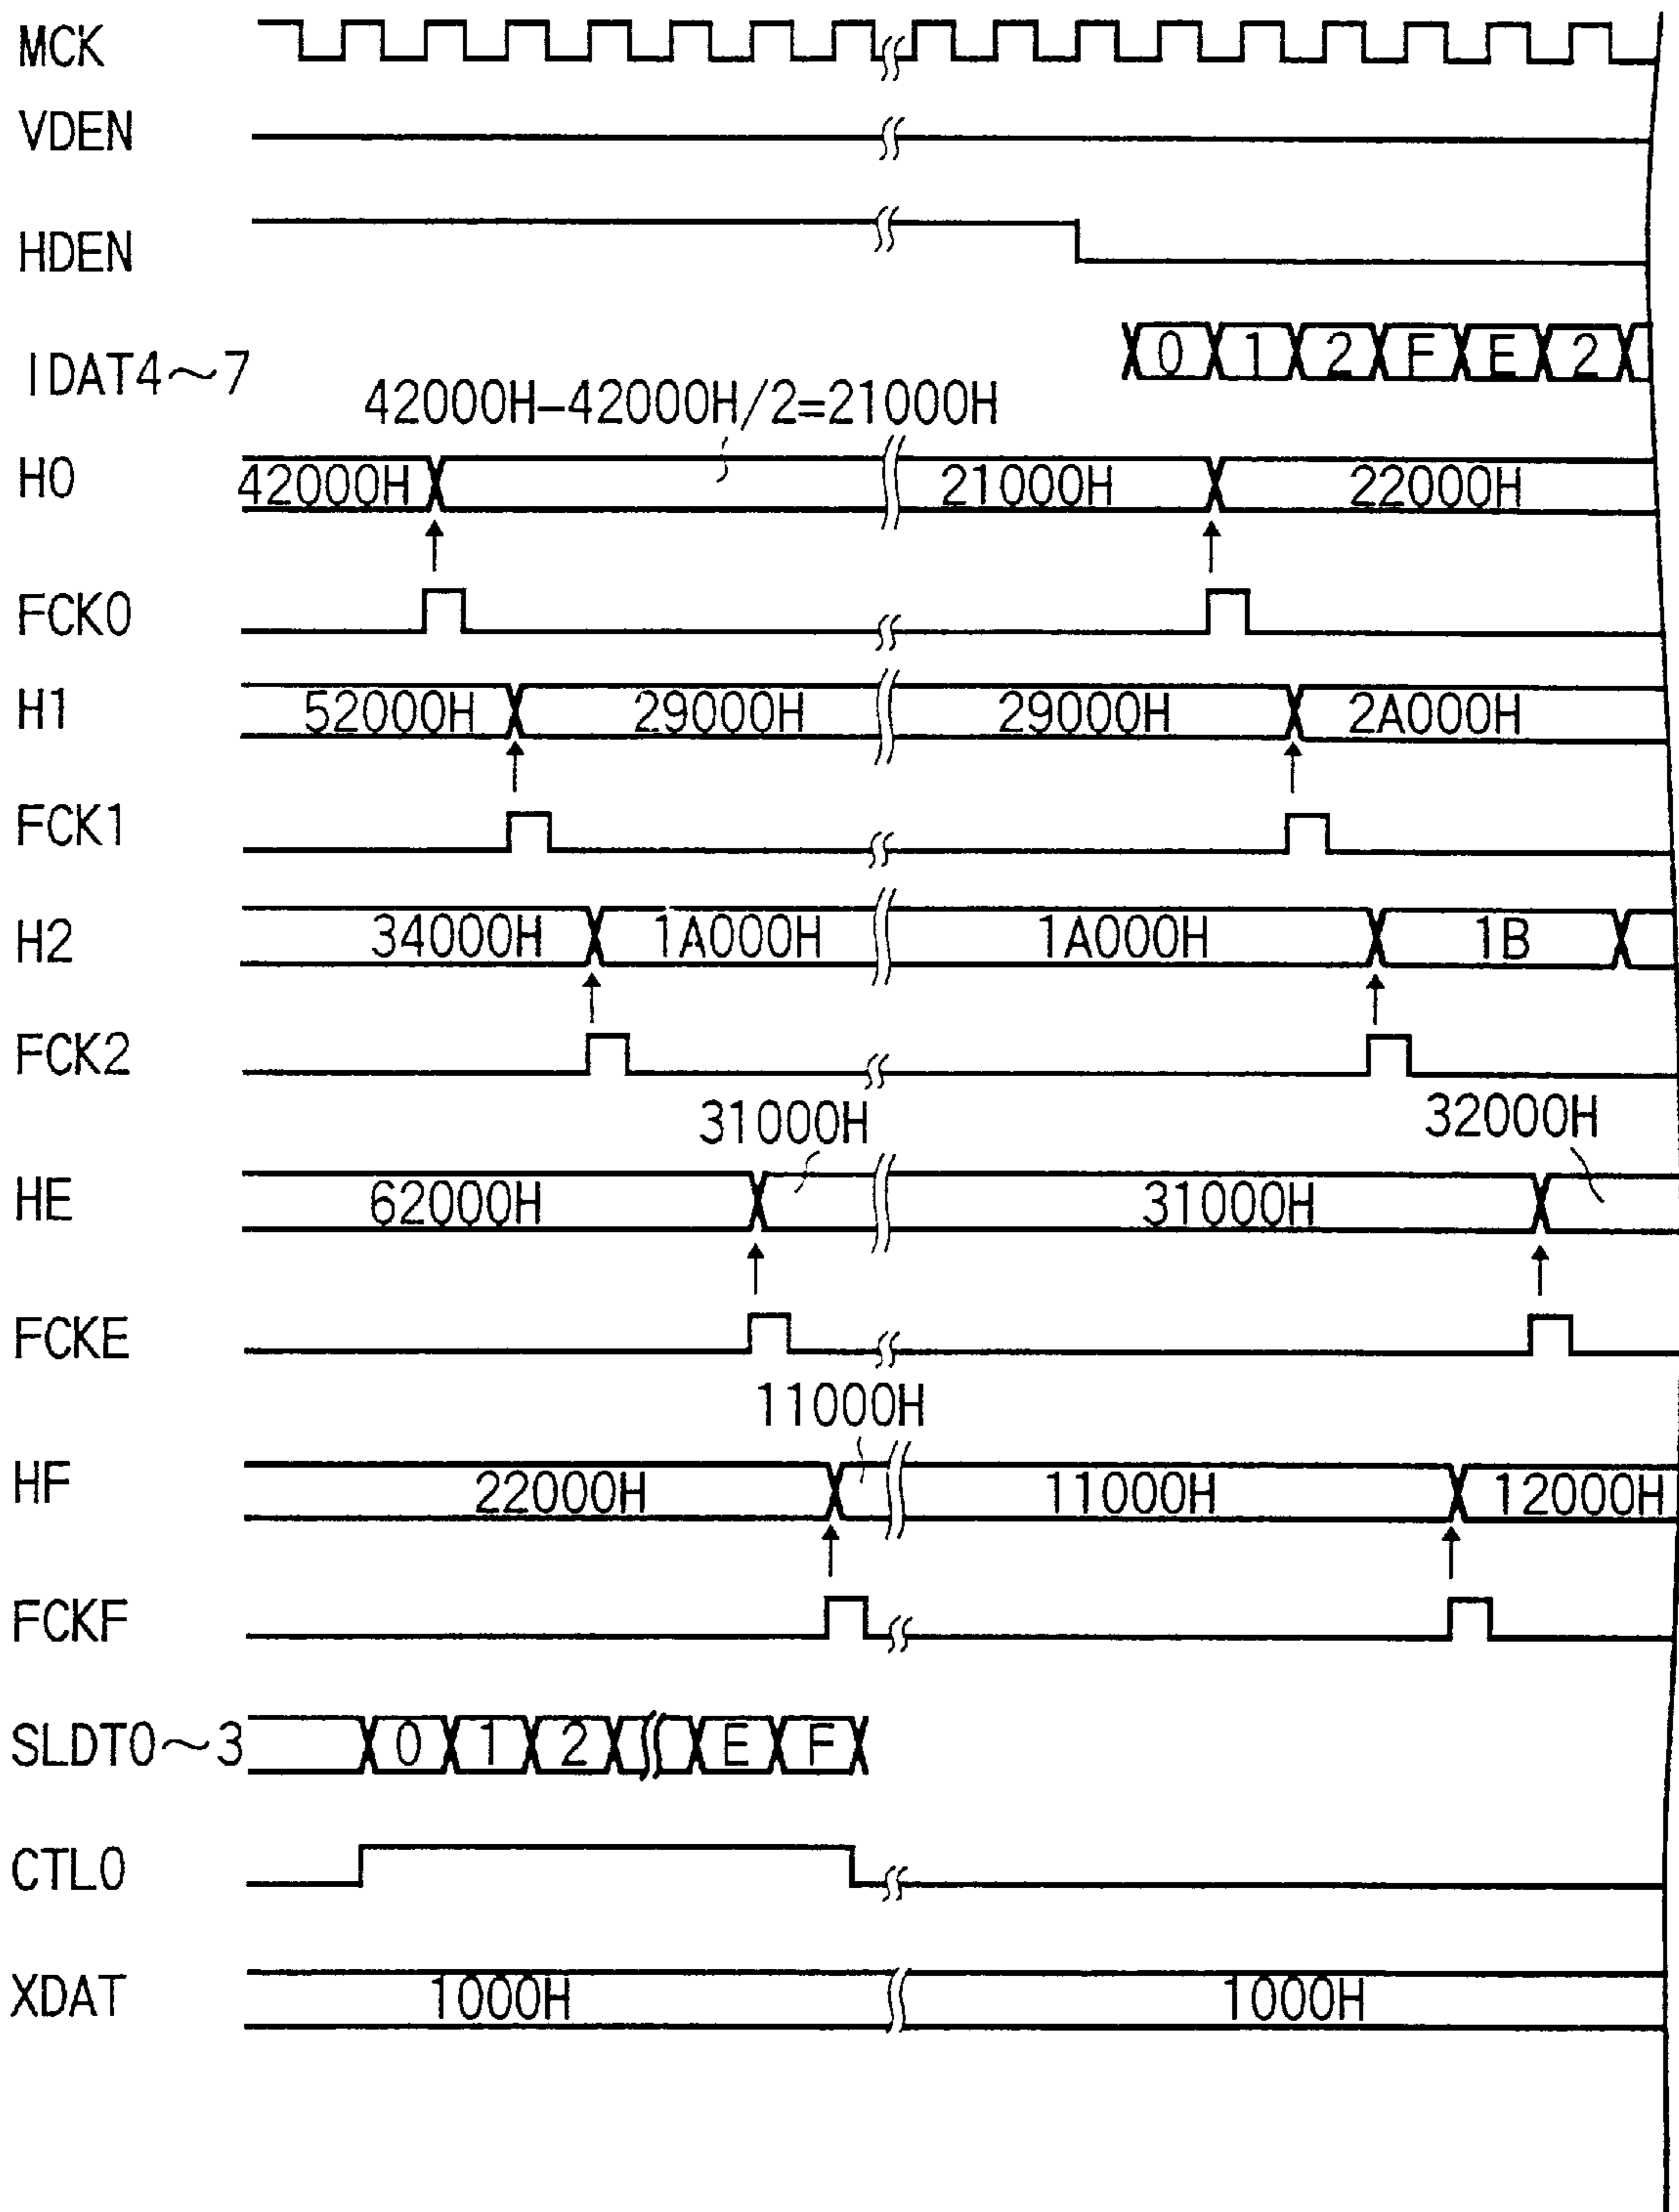 MCK
VDEN
HDEN
IDAT4~7 0 1 2 F E 2
42000H-42000H/2=21000H
H0 42000H 21000H 22000H
FCK0
H1 52000H 29000H 29000H 2A000H
FCK1
H2 34000H 1A000H 1A000H 1B
FCK2
31000H 32000H
HE 62000H 31000H
FCKE
11000H
HF 22000H 11000H 12000H
FCKF
SLDT0~3 0 1 2 E F
CTL0
XDAT 1000H 1000H